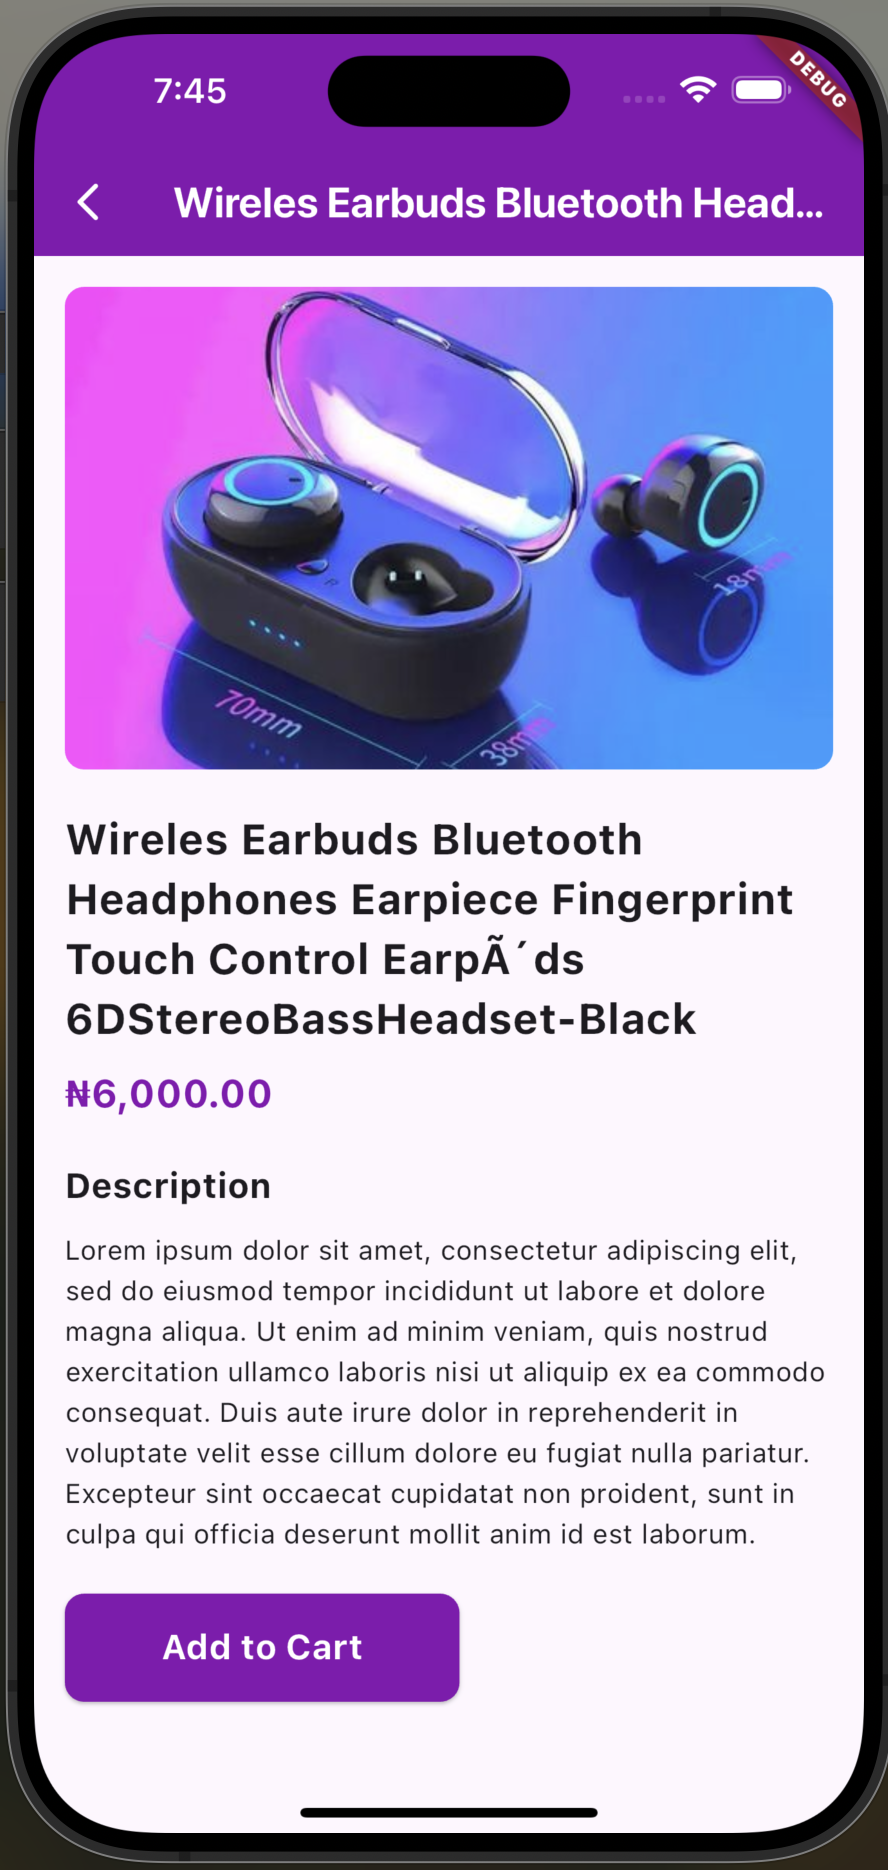 7:45
DEBUG
Wireles Earbuds Bluetooth Head...
18mm
70mm
38mm
Wireles Earbuds Bluetooth
Headphones Earpiece Fingerprint
Touch Control EarpÃ´ds
6DStereoBassHeadset-Black
₦6,000.00
Description
Lorem ipsum dolor sit amet, consectetur adipiscing elit,
sed do eiusmod tempor incididunt ut labore et dolore
magna aliqua. Ut enim ad minim veniam, quis nostrud
exercitation ullamco laboris nisi ut aliquip ex ea commodo
consequat. Duis aute irure dolor in reprehenderit in
voluptate velit esse cillum dolore eu fugiat nulla pariatur.
Excepteur sint occaecat cupidatat non proident, sunt in
culpa qui officia deserunt mollit anim id est laborum.
Add to Cart